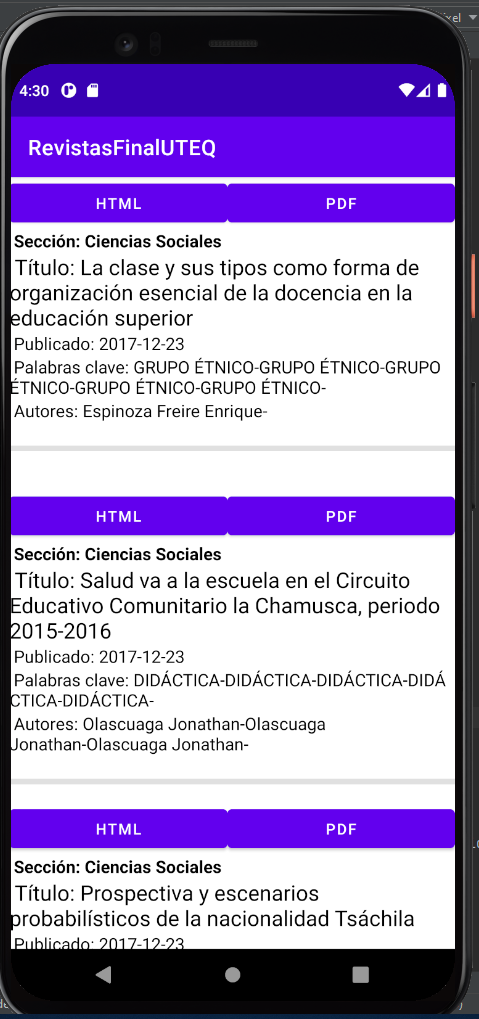 xel
4:30
RevistasFinalUTEQ
HTML PDF
Sección: Ciencias Sociales
Título: La clase y sus tipos como forma de
organización esencial de la docencia en la
educación superior
Publicado: 2017-12-23
Palabras clave: GRUPO ÉTNICO-GRUPO ÉTNICO-GRUPO
ÉTNICO-GRUPO ÉTNICO-GRUPO ÉTNICO-
Autores: Espinoza Freire Enrique-
HTML PDF
Sección: Ciencias Sociales
Título: Salud va a la escuela en el Circuito
Educativo Comunitario la Chamusca, periodo
2015-2016
Publicado: 2017-12-23
Palabras clave: DIDÁCTICA-DIDÁCTICA-DIDÁCTICA-DIDÁ
CTICA-DIDÁCTICA-
Autores: Olascuaga Jonathan-Olascuaga
Jonathan-Olascuaga Jonathan-
HTML PDF
Sección: Ciencias Sociales
Título: Prospectiva y escenarios
probabilísticos de la nacionalidad Tsáchila
Publicado: 2017-12-23